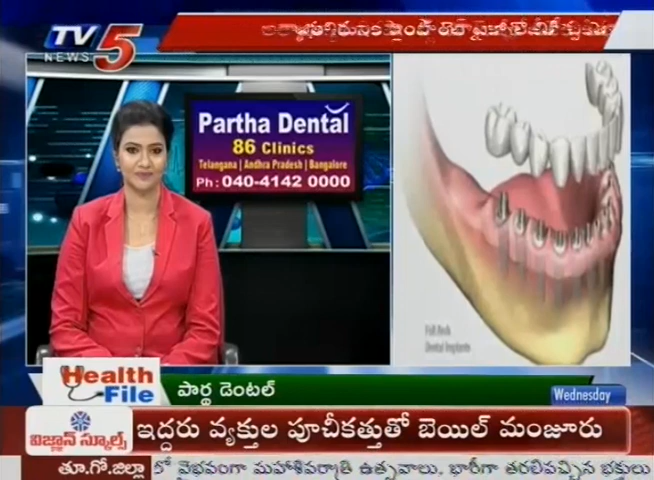 TV5
NEWS
Partha Dental
86 Clinics
Telangana | Andhra Pradesh | Bangalore
Ph : 040-4142 0000
Full Arch
Dental Implants
Health
File
పార్థ డెంటల్
Wednesday
విజ్ఞాన్ స్కూల్స్
ఇద్దరు వ్యక్తుల పూచీకత్తుతో బెయిల్ మంజూరు
తూ.గో.జిల్లా లో వైభవంగా మహాశివరాత్రి ఉత్సవాలు, భారీగా తరలివచ్చిన భక్తులు